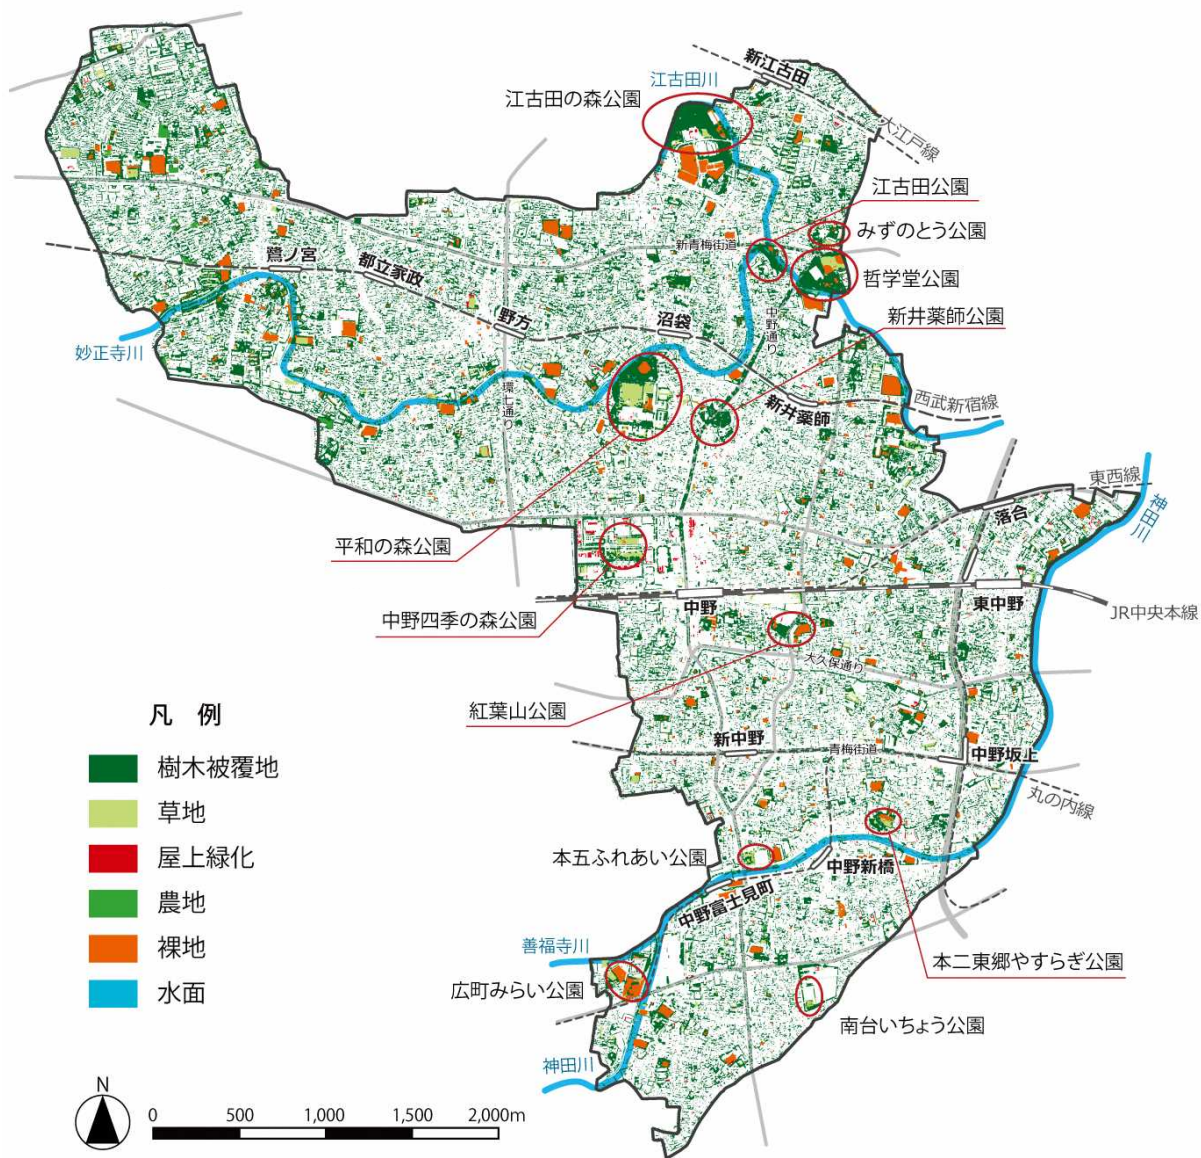 新江古田
江古田川
江古田の森公園
大江戸線
江古田公園
みずのとう公園
新青梅街道
哲学堂公園
鷺ノ宮
都立家政
野方
沼袋
中野通り
新井薬師公園
妙正寺川
環七通り
新井薬師
西武新宿線
東西線
神田川
落合
平和の森公園
中野
東中野
JR中央本線
中野四季の森公園
大久保通り
紅葉山公園
凡 例
樹木被覆地
草地
屋上緑化
農地
裸地
水面
新中野
青梅街道
中野坂上
丸の内線
本五ふれあい公園
中野新橋
中野富士見町
善福寺川
本二東郷やすらぎ公園
広町みらい公園
南台いちょう公園
神田川
N
0 500 1,000 1,500 2,000m